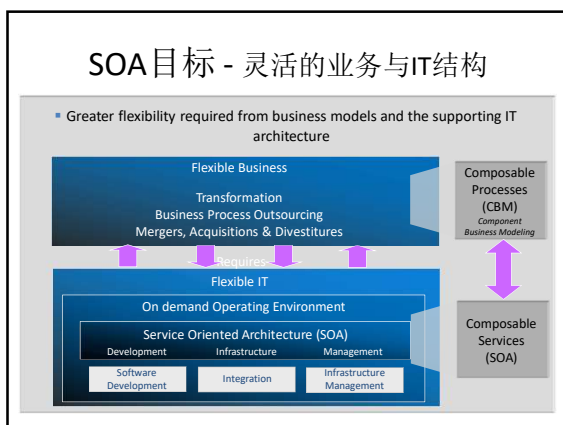 SOA目标 - 灵活的业务与IT结构
▪ Greater flexibility required from business models and the supporting IT
architecture
Flexible Business
Transformation
Business Process Outsourcing
Mergers, Acquisitions & Divestitures
Requires
Flexible IT
On demand Operating Environment
Service Oriented Architecture (SOA)
Development Infrastructure Management
Software
Development
Integration
Infrastructure
Management
Composable
Processes
(CBM)
Component
Business Modeling
Composable
Services
(SOA)